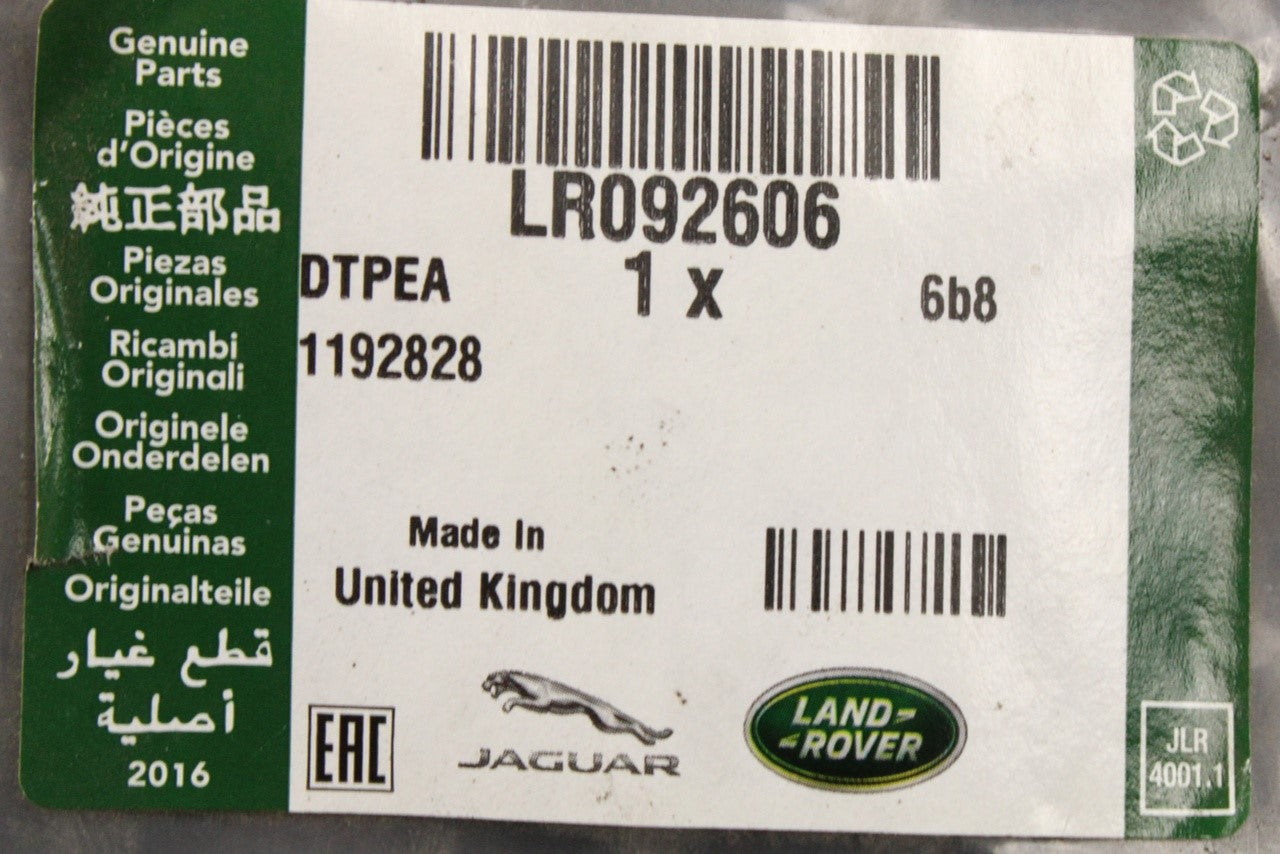 Genuine
Parts
Pièces
d'Origine
純正部品
Piezas
Originales
Ricambi
Originali
Originele
Onderdelen
Peças
Genuinas
Originalteile
قطع غيار
أصلية
2016
LR092606
DTPEA 1 x 6b8
1192828
Made In
United Kingdom
EAC
JAGUAR
LAND-
-ROVER
JLR
4001.1